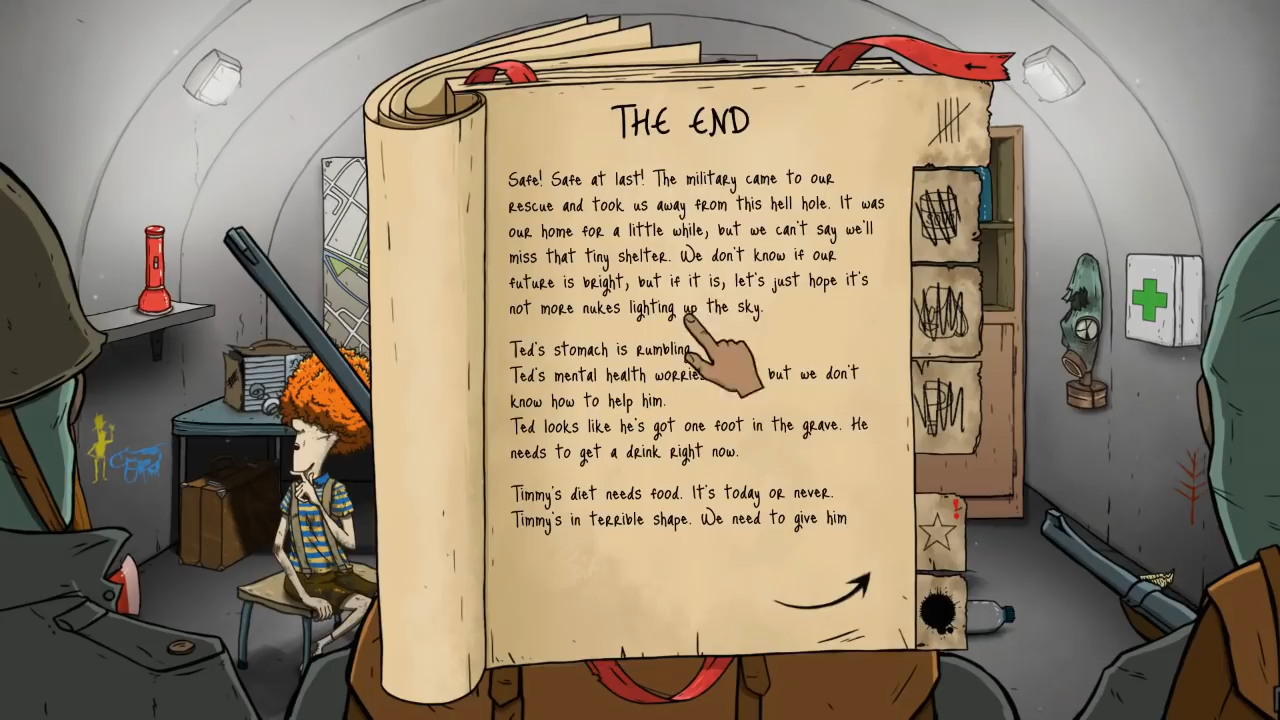 THE END
Safe! Safe at last! The military came to our
rescue and took us away from this hell hole. It was
our home for a little while, but we can't say we'll
miss that tiny shelter. We don't know if our
future is bright, but if it is, let's just hope it's
not more nukes lighting up the sky.
Ted's stomach is rumbling
Ted's mental health worries but we don't
know how to help him.
Ted looks like he's got one foot in the grave. He
needs to get a drink right now.
Timmy's diet needs food. It's today or never.
Timmy's in terrible shape. We need to give him